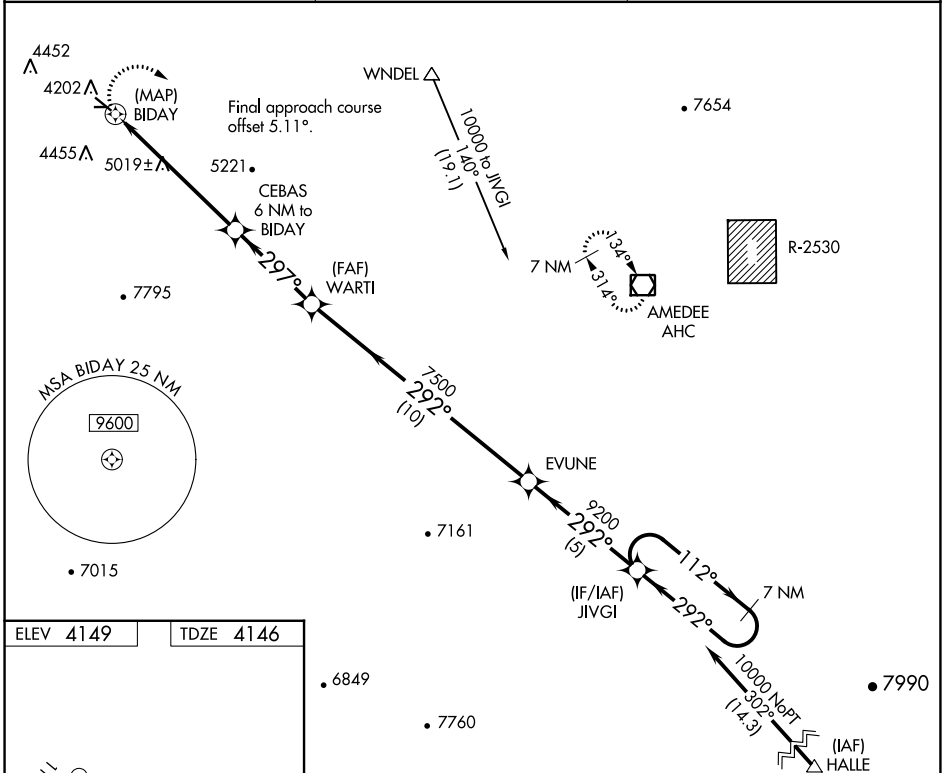 4452
4202
(MAP)
BIDAY
4455
5019±
5221
Final approach course
offset 5.11°.
WNDEL
10000 to JIVGI
140°
(19.1)
7654
CEBAS
6 NM to
BIDAY
297°
(FAF)
WARTI
7795
7 NM
134°
314°
AMEDEE
AHC
R-2530
MSA BIDAY 25 NM
9600
7500
292°
(10)
EVUNE
9200
292°
(5)
7161
7015
(IF/IAF)
JIVGI
112°
292°
7 NM
10000 NoPT
302°
(14.3)
(IAF)
HALLE
7990
ELEV 4149
TDZE 4146
6849
7760